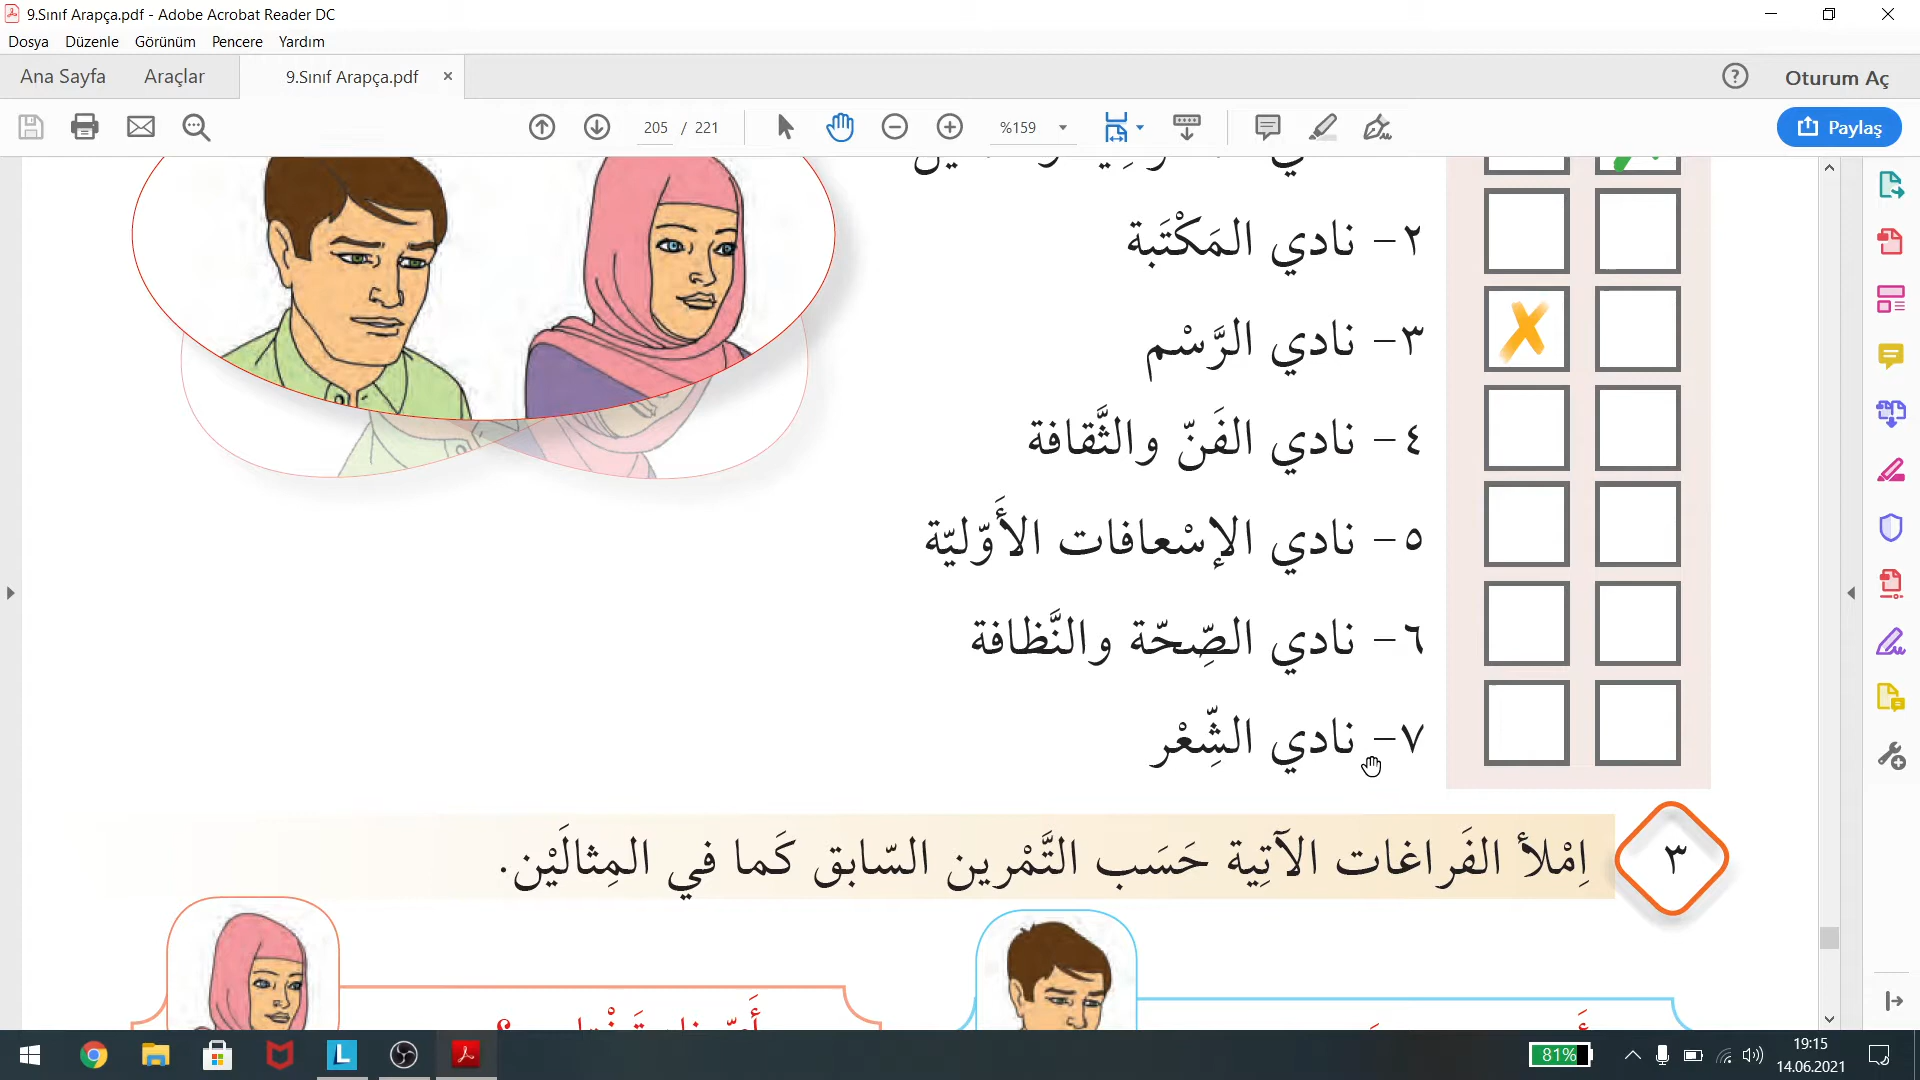 9.Sınıf Arapça.pdf - Adobe Acrobat Reader DC
Dosya Düzenle Görünüm Pencere Yardım
Ana Sayfa Araçlar 9.Sınıf Arapça.pdf × Oturum Aç
205 / 221 %159 Paylaş
٢- نادي المَكْتَبة
٣- نادي الرَّسْم
٤- نادي الفَنّ والثَّقافة
٥- نادي الإسْعافات الأَوّليّة
٦- نادي الصِّحّة والنَّظافة
٧- نادي الشِّعْر
٣ اِمْلأ الفَراغات الآتِية حَسَب التَّمْرين السّابق كَما في المِثالَيْن.
81% 19:15
14.06.2021